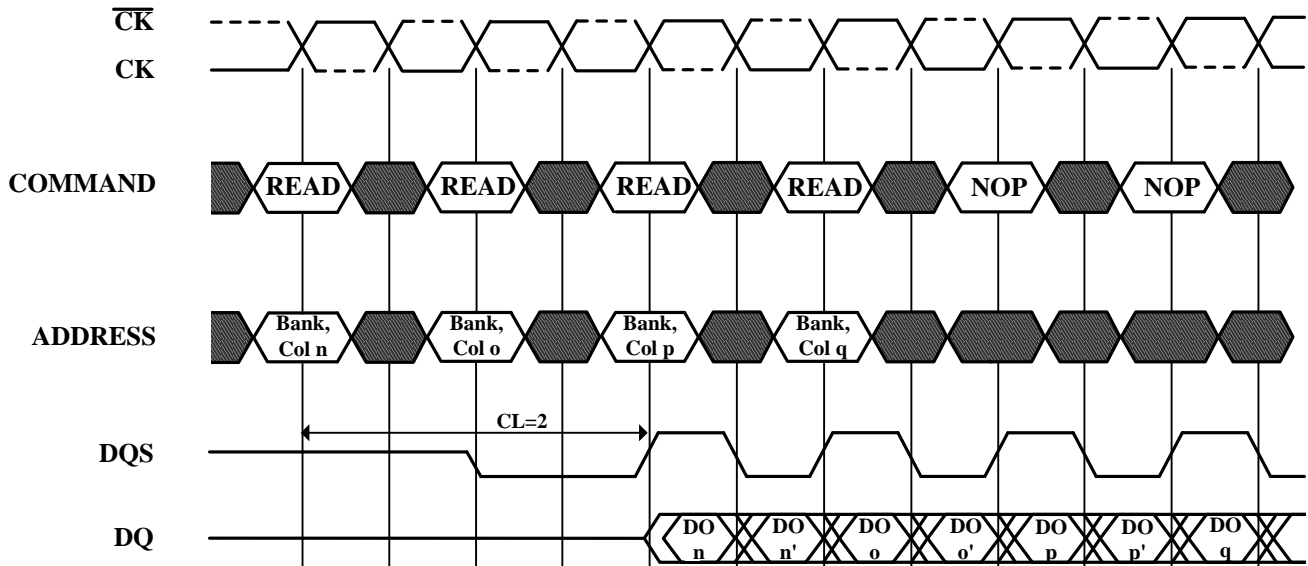 CK
CK
COMMAND
READ READ READ READ NOP NOP
ADDRESS
Bank, Bank, Bank, Bank,
Col n Col o Col p Col q
CL=2
DQS
DQ
DO DO DO DO DO DO DO
n n' o o' p p' q